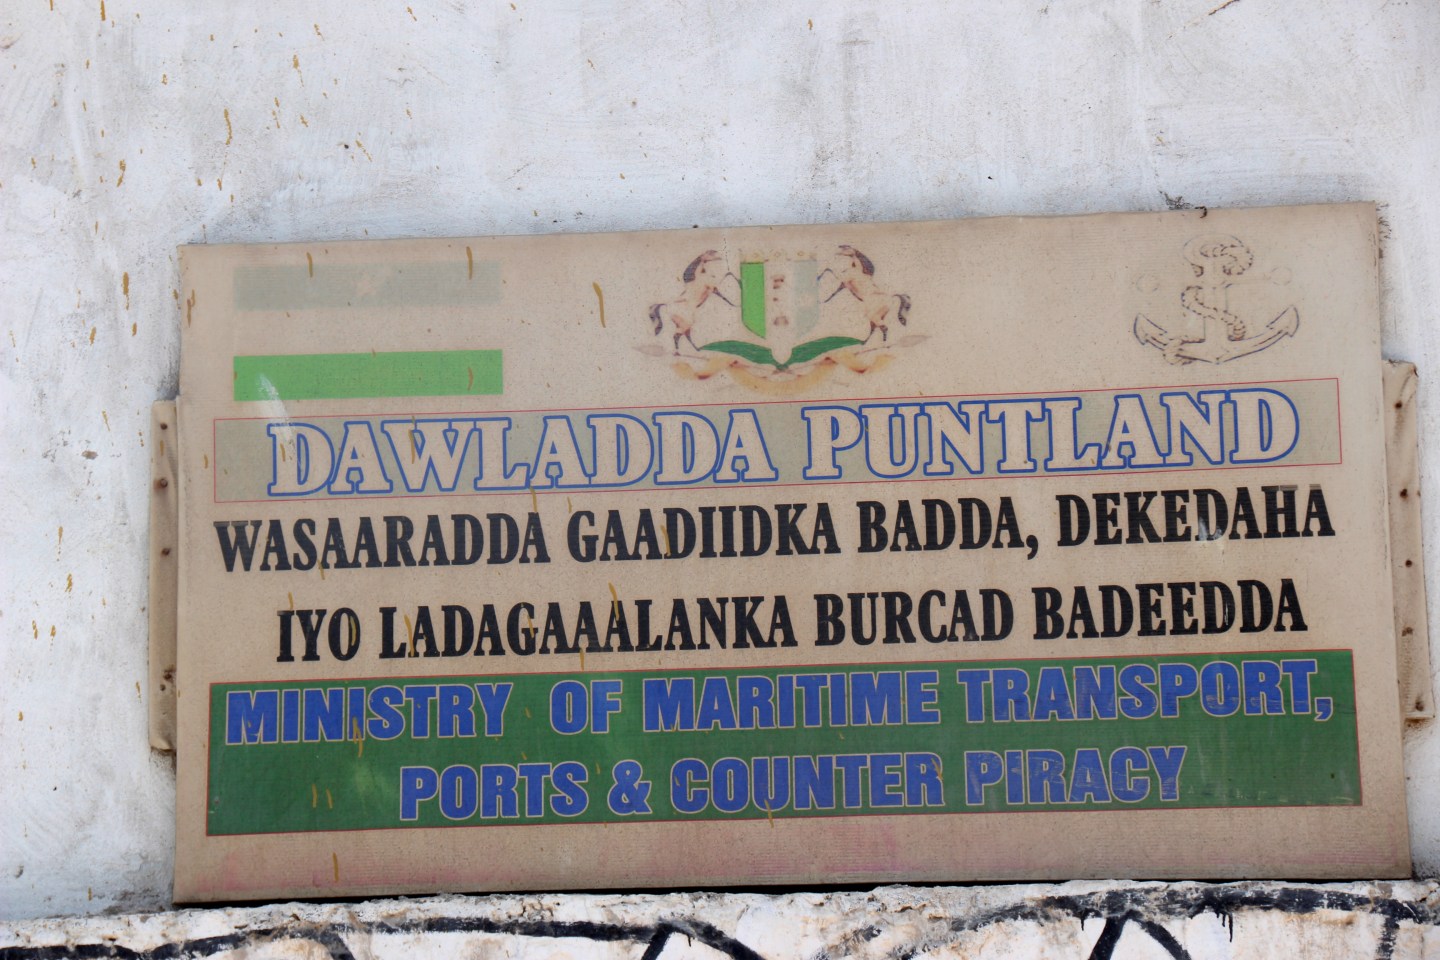 DAWLADDA PUNTLAND
WASAARADDA GAADIIDKA BADDA, DEKEDAHA
IYO LADAGAAALANKA BURCAD BADEEDDA
MINISTRY OF MARITIME TRANSPORT,
PORTS & COUNTER PIRACY